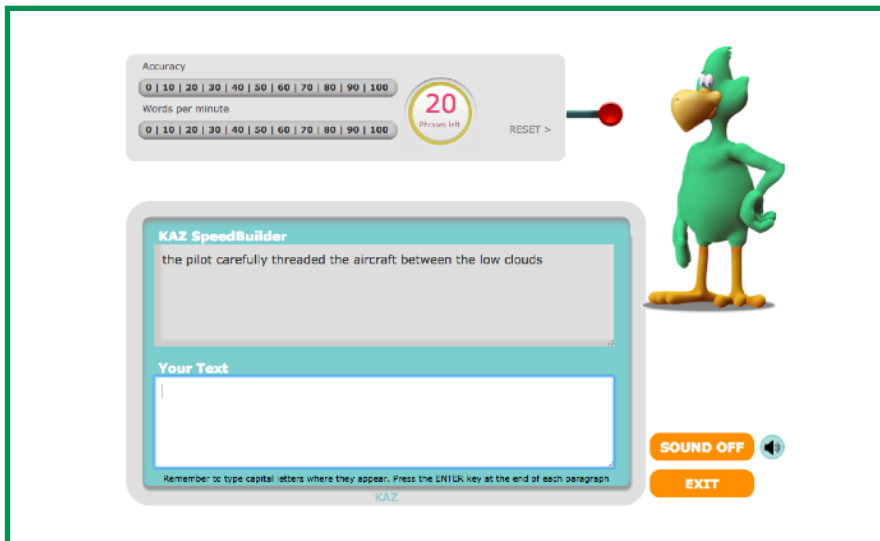 Accuracy
0 | 10 | 20 | 30 | 40 | 50 | 60 | 70 | 80 | 90 | 100
Words per minute
0 | 10 | 20 | 30 | 40 | 50 | 60 | 70 | 80 | 90 | 100
20
Phrases left
RESET >
KAZ SpeedBuilder
the pilot carefully threaded the aircraft between the low clouds
Your Text
Remember to type capital letters where they appear. Press the ENTER key at the end of each paragraph
KAZ
SOUND OFF
EXIT